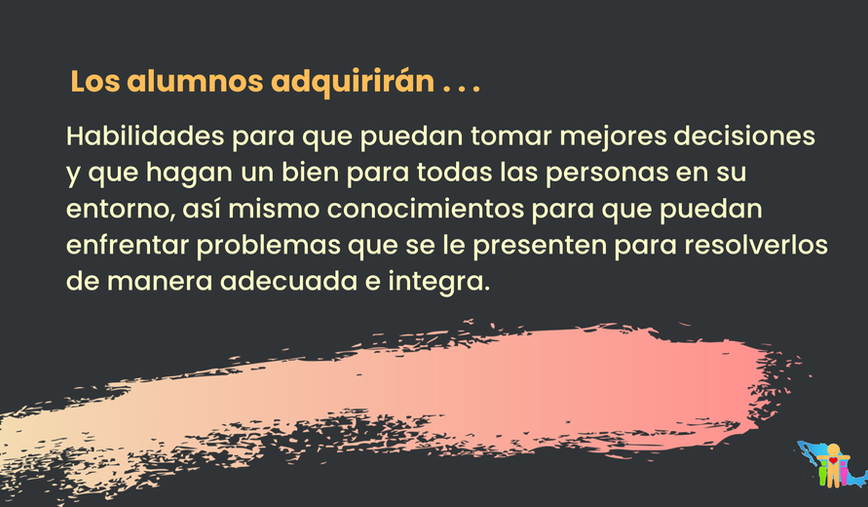 Los alumnos adquirirán . . .
Habilidades para que puedan tomar mejores decisiones
y que hagan un bien para todas las personas en su
entorno, así mismo conocimientos para que puedan
enfrentar problemas que se le presenten para resolverlos
de manera adecuada e integra.